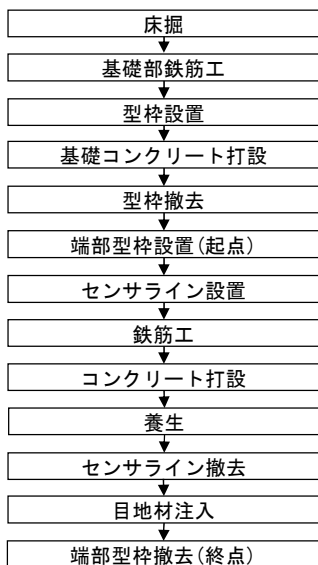 床掘
基礎部鉄筋工
型枠設置
基礎コンクリート打設
型枠撤去
端部型枠設置(起点)
センサライン設置
鉄筋工
コンクリート打設
養生
センサライン撤去
目地材注入
端部型枠撤去(終点)